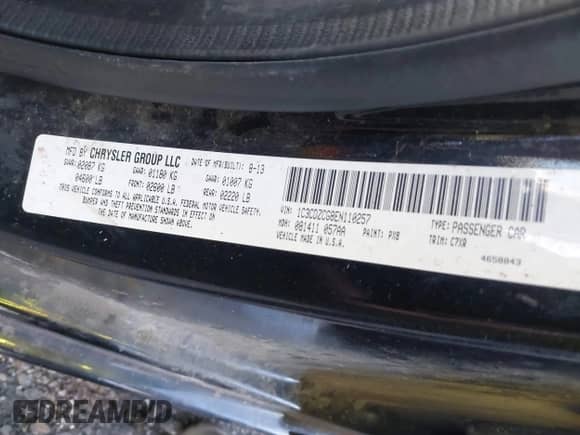 MFD BY CHRYSLER GROUP LLC DATE OF MFR(BUILT): 8-13
GVWR: 02087 KG GAWR: 01180 KG GAWR: 01007 KG
04600 LB FRONT: 02600 LB REAR: 02220 LB
THIS VEHICLE CONFORMS TO ALL APPLICABLE U.S.A. FEDERAL MOTOR VEHICLE SAFETY,
BUMPER AND THEFT PREVENTION STANDARDS IN EFFECT ON
THE DATE OF MANUFACTURE SHOWN ABOVE.
VIN: 1C3CDZCG8EN110257 TYPE: PASSENGER CAR
MDH: 081411 057AA PAINT: PX8 TRIM: C7XR
VEHICLE MADE IN U.S.A.
4658843
DREAMBID